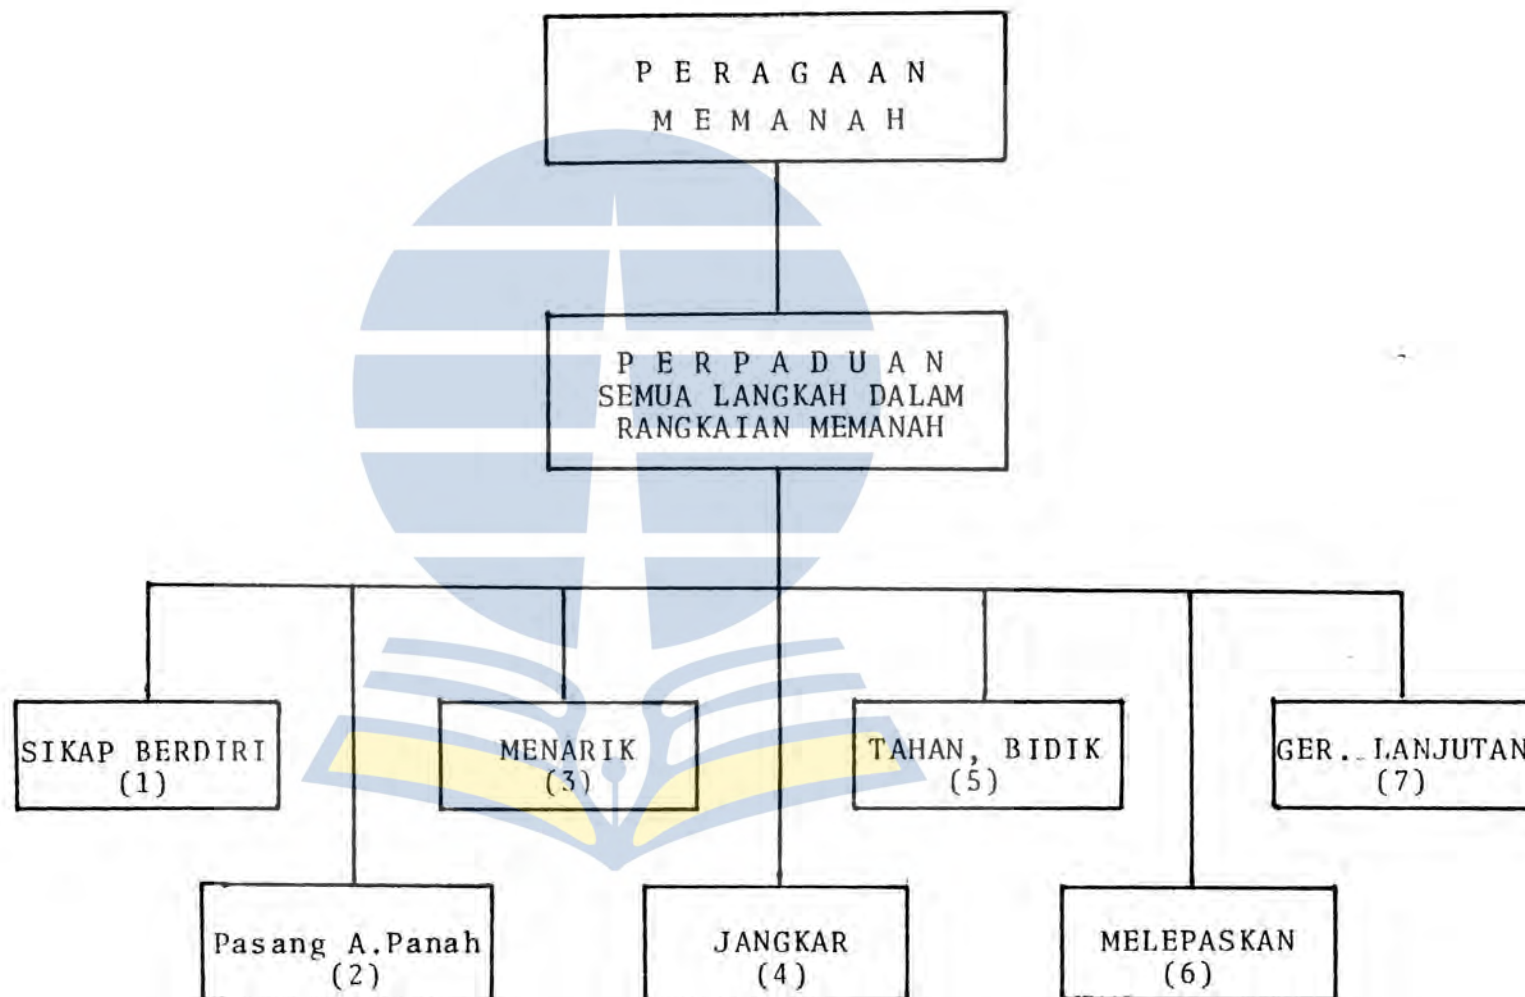 P E R A G A A N
M E M A N A H
P E R P A D U A N
SEMUA LANGKAH DALAM
RANGKAIAN MEMANAH
SIKAP BERDIRI
(1)
Pasang A.Panah
(2)
MENARIK
(3)
JANGKAR
(4)
TAHAN, BIDIK
(5)
MELEPASKAN
(6)
GER. LANJUTAN
(7)